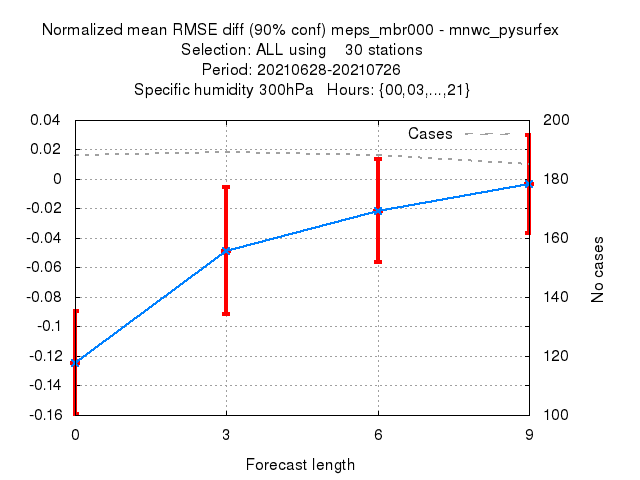 Normalized mean RMSE diff (90% conf) meps_mbr000 - mnwc_pysurfex
Selection: ALL using    30 stations
Period: 20210628-20210726
Specific humidity 300hPa   Hours: {00,03,...,21}
0.04
0.02
0
-0.02
-0.04
-0.06
-0.08
-0.1
-0.12
-0.14
-0.16
Cases
200
180
160
140
120
100
No cases
0 3 6 9
Forecast length